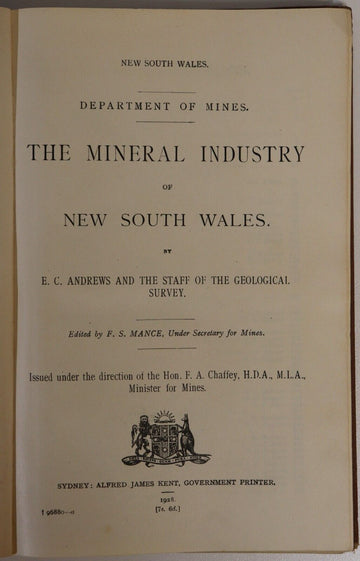 NEW SOUTH WALES.
DEPARTMENT OF MINES.
THE MINERAL INDUSTRY
OF
NEW SOUTH WALES.
BY
E. C. ANDREWS AND THE STAFF OF THE GEOLOGICAL
SURVEY.
Edited by F. S. MANCE, Under Secretary for Mines.
Issued under the direction of the Hon. F. A. Chaffey, H.D.A., M.L.A.,
Minister for Mines.
SYDNEY: ALFRED JAMES KENT, GOVERNMENT PRINTER.
1928.
† 96880—a
[7s. 6d.]